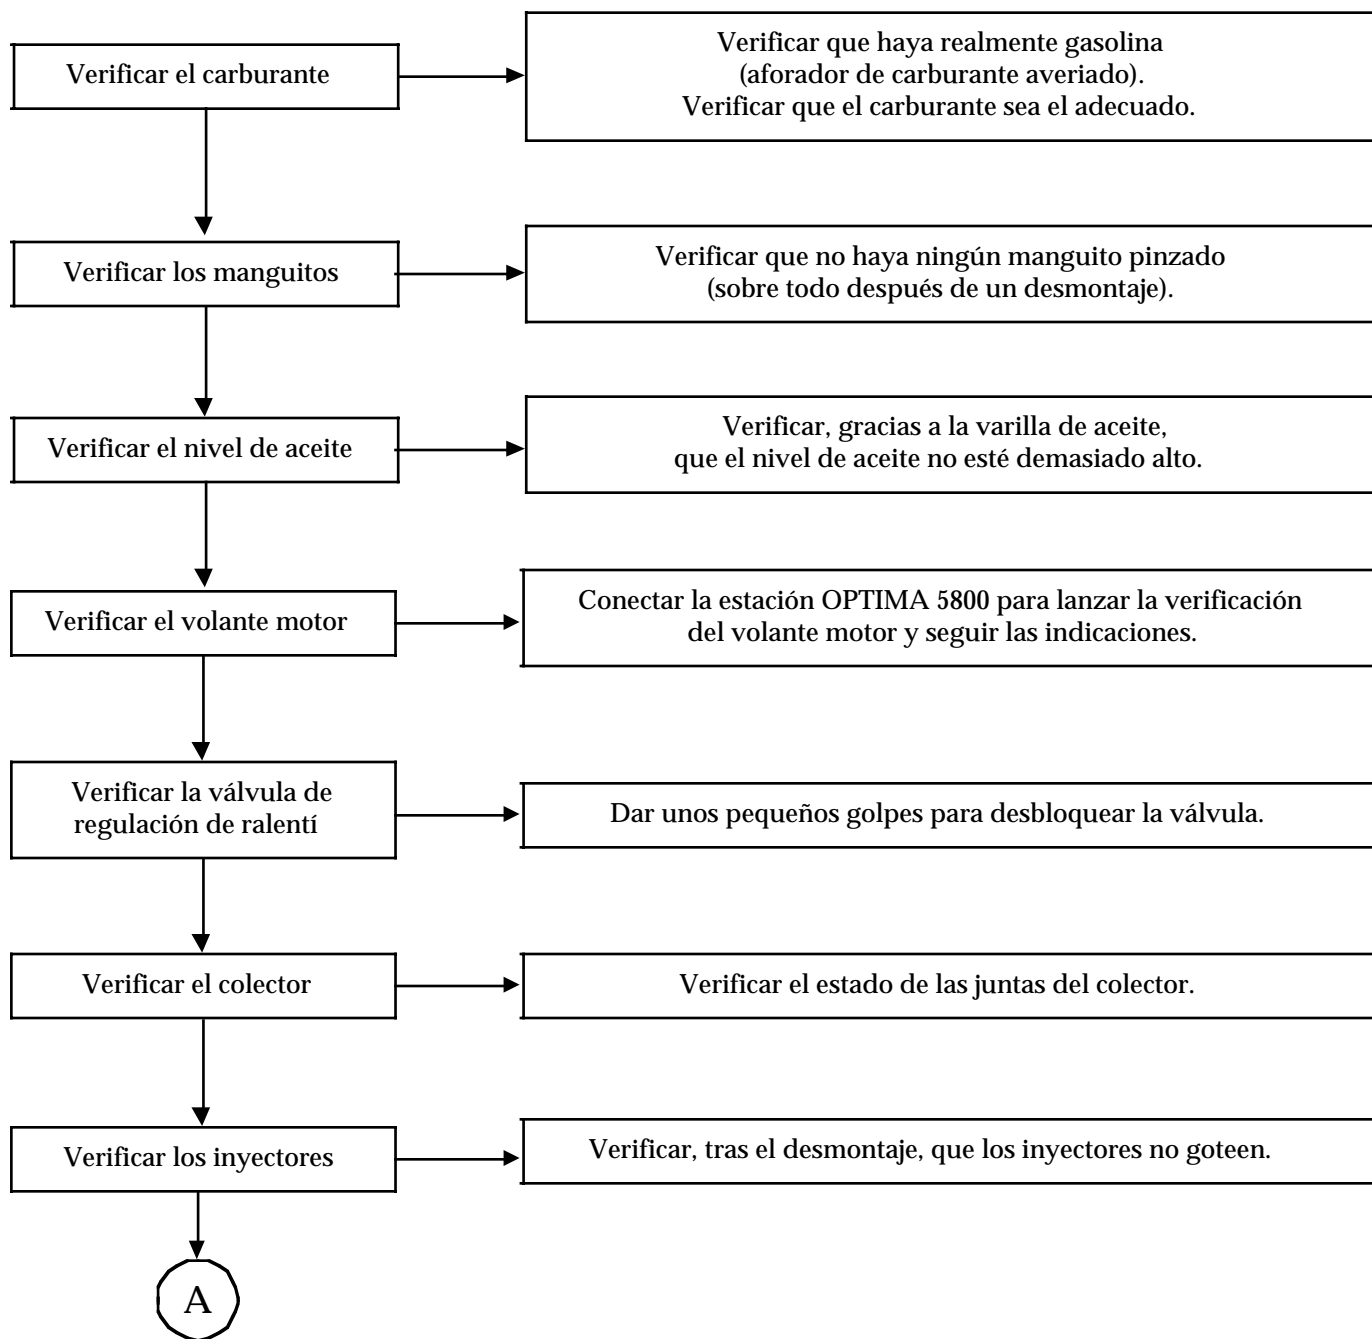 Verificar el carburante
Verificar que haya realmente gasolina
(aforador de carburante averiado).
Verificar que el carburante sea el adecuado.
Verificar los manguitos
Verificar que no haya ningún manguito pinzado
(sobre todo después de un desmontaje).
Verificar el nivel de aceite
Verificar, gracias a la varilla de aceite,
que el nivel de aceite no esté demasiado alto.
Verificar el volante motor
Conectar la estación OPTIMA 5800 para lanzar la verificación
del volante motor y seguir las indicaciones.
Verificar la válvula de
regulación de ralentí
Dar unos pequeños golpes para desbloquear la válvula.
Verificar el colector
Verificar el estado de las juntas del colector.
Verificar los inyectores
Verificar, tras el desmontaje, que los inyectores no goteen.
A